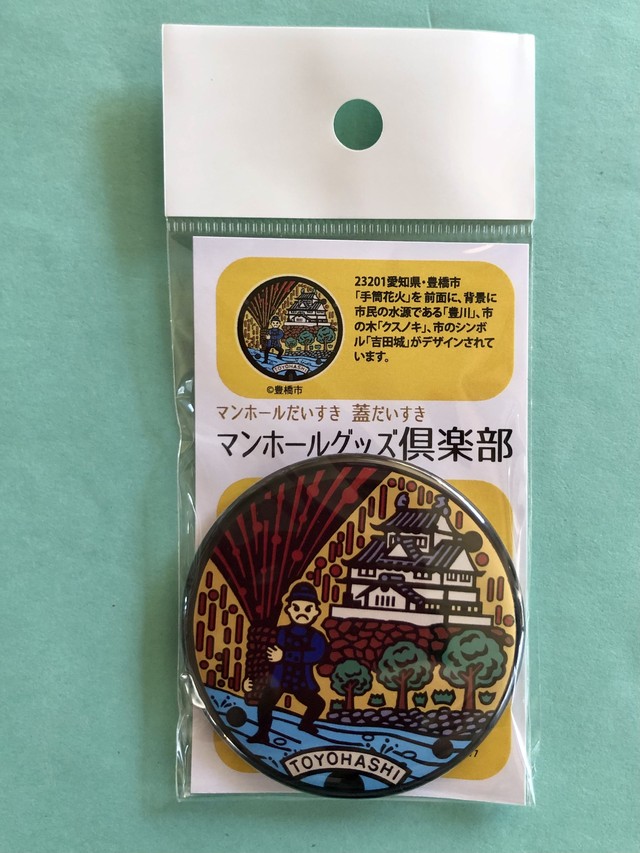 23201愛知県・豊橋市
「手筒花火」を前面に、背景に
市民の水源である「豊川」、市
の木「クスノキ」、市のシンボ
ル「吉田城」がデザインされて
います。
TOYOHASHI
©豊橋市
マンホールだいすき 蓋だいすき
マンホールグッズ倶楽部
TOYOHASHI